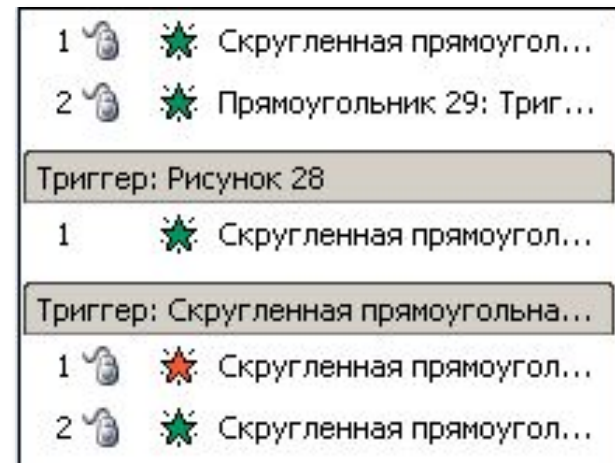 1 Скругленная прямоугол...
2 Прямоугольник 29: Триг...
Триггер: Рисунок 28
1 Скругленная прямоугол...
Триггер: Скругленная прямоугольна...
1 Скругленная прямоугол...
2 Скругленная прямоугол...